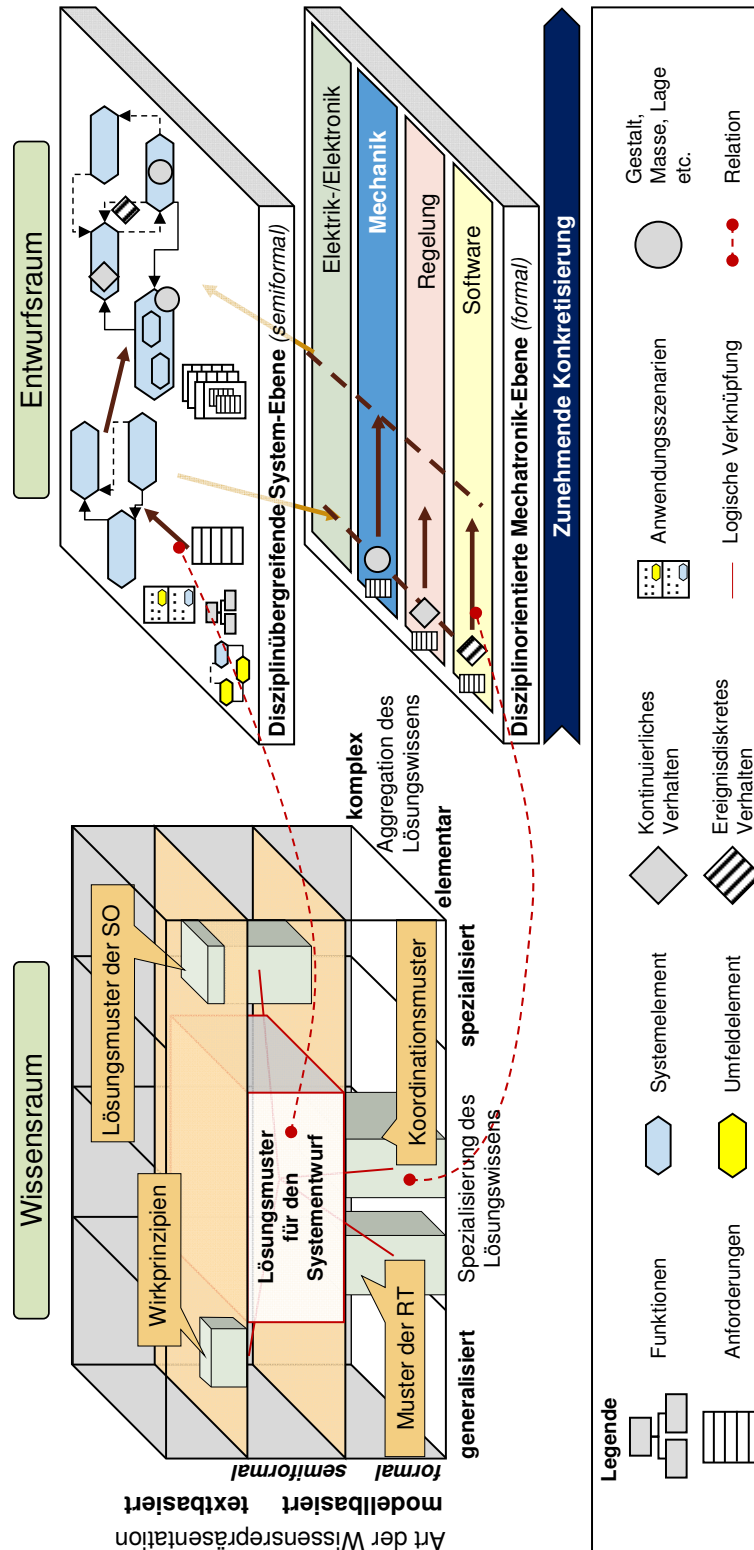 Wissensraum
Entwurfsraum
Wirkprinzipien
Lösungsmuster der SO
Lösungsmuster
für den
Systementwurf
Muster der RT
Koordinationsmuster
Art der Wissensrepräsentation
textbasiert
modellbasiert
semiformal
formal
generalisiert
Spezialisierung des
Lösungswissens
spezialisiert
elementar
Aggregation des
Lösungswissens
komplex
Disziplinübergreifende System-Ebene (semiformal)
Elektrik-/Elektronik
Mechanik
Regelung
Software
Disziplinorientierte Mechatronik-Ebene (formal)
Zunehmende Konkretisierung
Legende
Funktionen
Systemelement
Kontinuierliches
Verhalten
Anwendungsszenarien
Gestalt,
Masse, Lage
etc.
Anforderungen
Umfeldelement
Ereignisdiskretes
Verhalten
Logische Verknüpfung
Relation